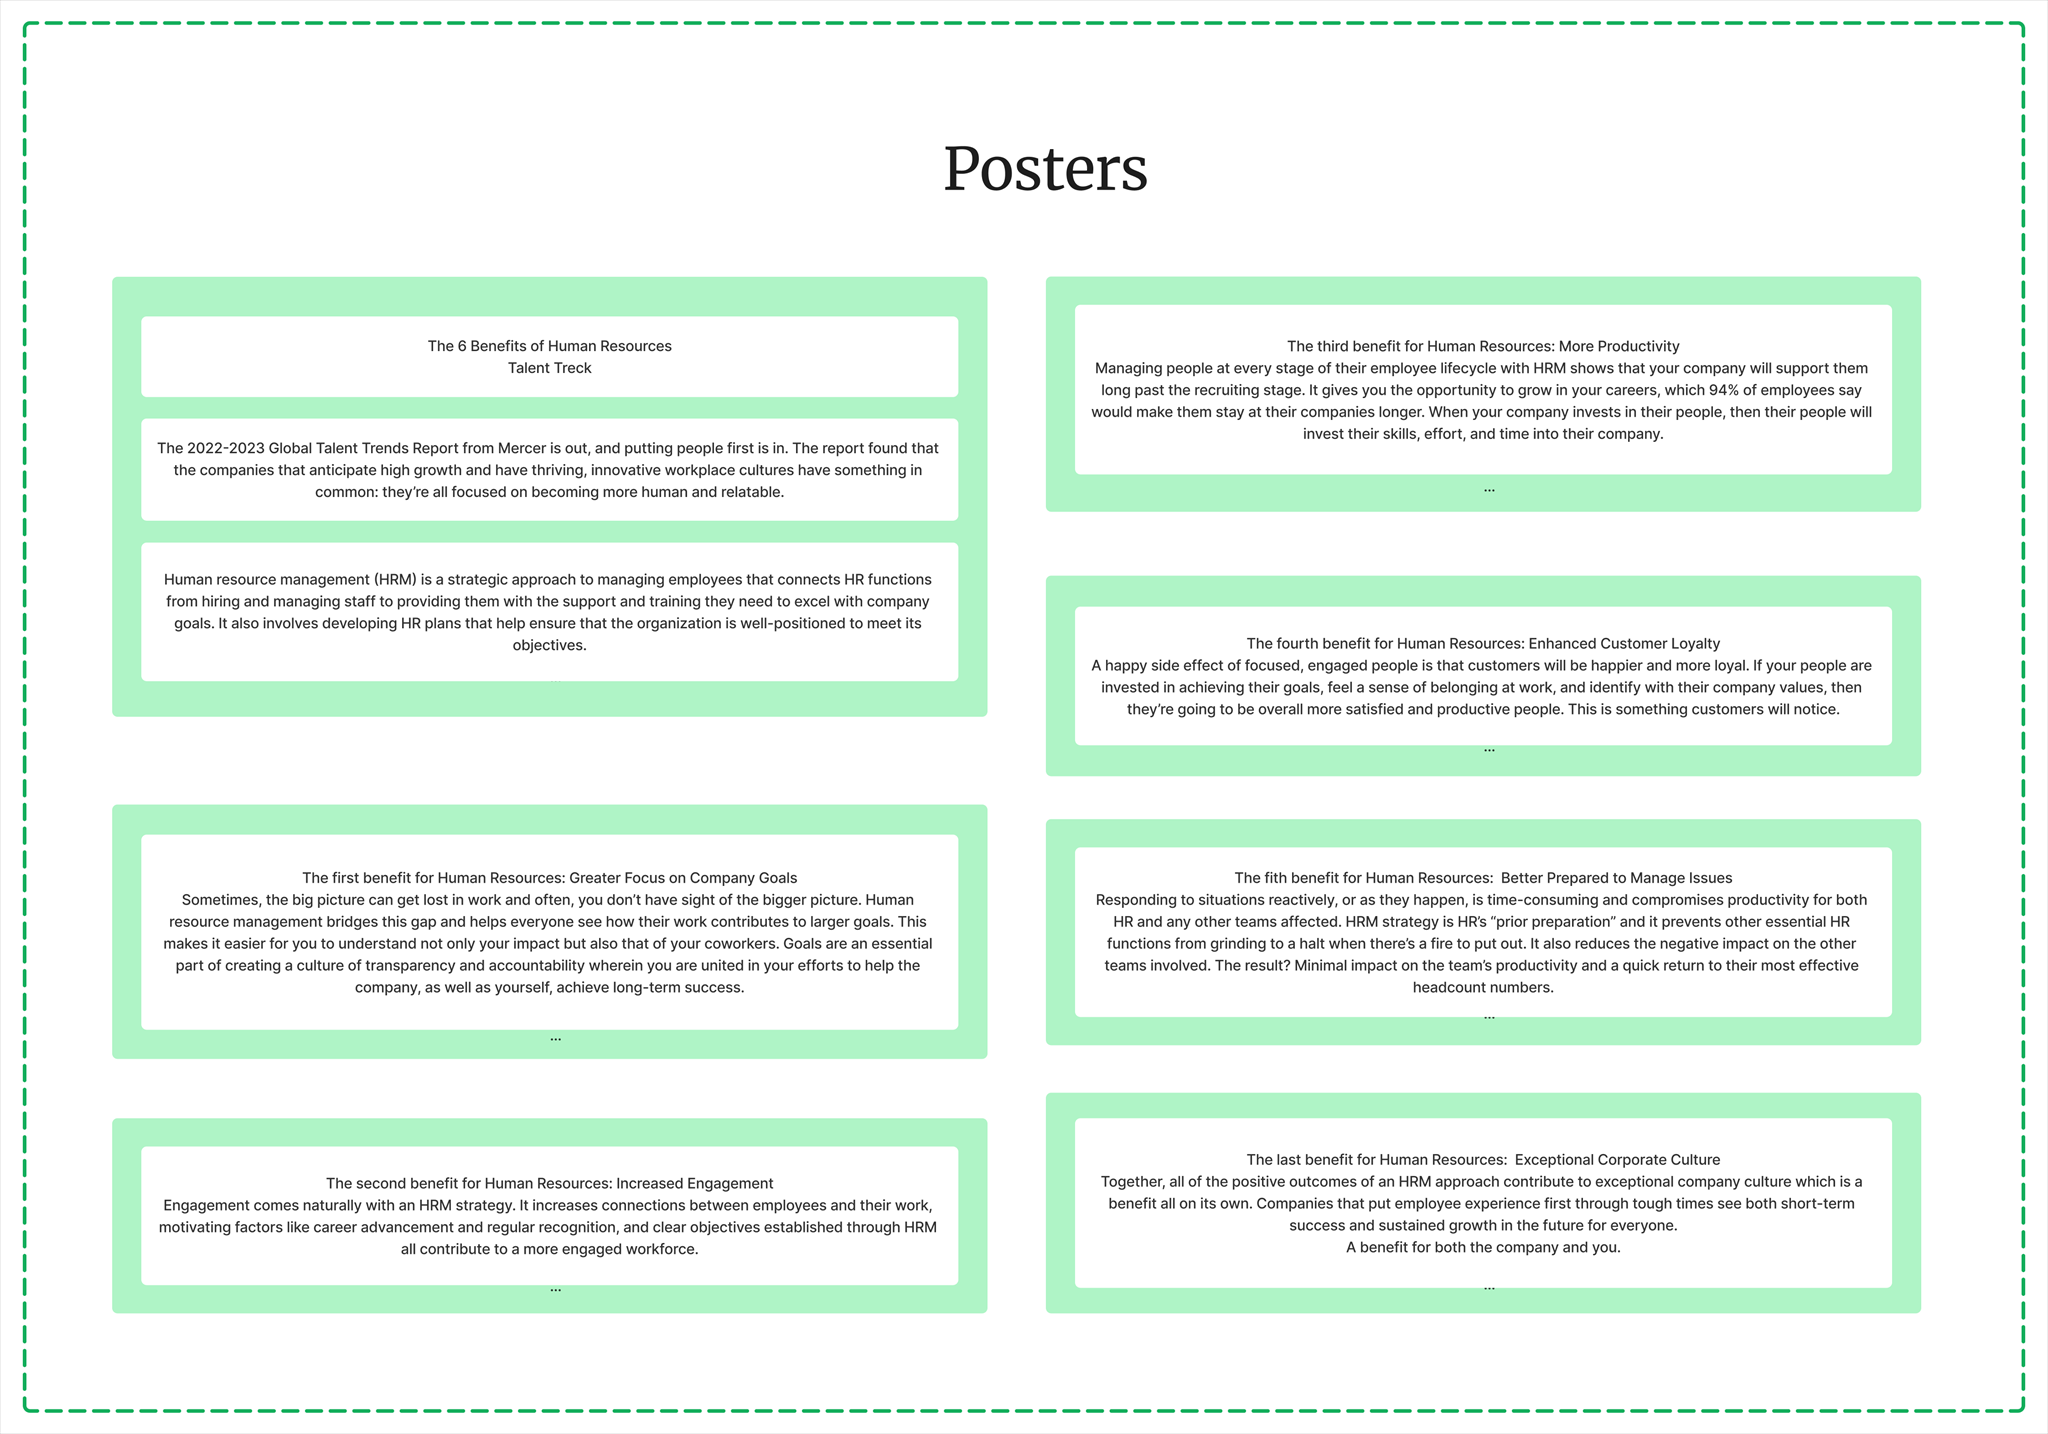 Posters
The 6 Benefits of Human Resources
Talent Treck
The 2022-2023 Global Talent Trends Report from Mercer is out, and putting people first is in. The report found that
the companies that anticipate high growth and have thriving, innovative workplace cultures have something in
common: they’re all focused on becoming more human and relatable.
Human resource management (HRM) is a strategic approach to managing employees that connects HR functions
from hiring and managing staff to providing them with the support and training they need to excel with company
goals. It also involves developing HR plans that help ensure that the organization is well-positioned to meet its
objectives.
...
The first benefit for Human Resources: Greater Focus on Company Goals
Sometimes, the big picture can get lost in work and often, you don’t have sight of the bigger picture. Human
resource management bridges this gap and helps everyone see how their work contributes to larger goals. This
makes it easier for you to understand not only your impact but also that of your coworkers. Goals are an essential
part of creating a culture of transparency and accountability wherein you are united in your efforts to help the
company, as well as yourself, achieve long-term success.
...
The second benefit for Human Resources: Increased Engagement
Engagement comes naturally with an HRM strategy. It increases connections between employees and their work,
motivating factors like career advancement and regular recognition, and clear objectives established through HRM
all contribute to a more engaged workforce.
...
The third benefit for Human Resources: More Productivity
Managing people at every stage of their employee lifecycle with HRM shows that your company will support them
long past the recruiting stage. It gives you the opportunity to grow in your careers, which 94% of employees say
would make them stay at their companies longer. When your company invests in their people, then their people will
invest their skills, effort, and time into their company.
...
The fourth benefit for Human Resources: Enhanced Customer Loyalty
A happy side effect of focused, engaged people is that customers will be happier and more loyal. If your people are
invested in achieving their goals, feel a sense of belonging at work, and identify with their company values, then
they’re going to be overall more satisfied and productive people. This is something customers will notice.
...
The fith benefit for Human Resources:  Better Prepared to Manage Issues
Responding to situations reactively, or as they happen, is time-consuming and compromises productivity for both
HR and any other teams affected. HRM strategy is HR’s “prior preparation” and it prevents other essential HR
functions from grinding to a halt when there’s a fire to put out. It also reduces the negative impact on the other
teams involved. The result? Minimal impact on the team’s productivity and a quick return to their most effective
headcount numbers.
...
The last benefit for Human Resources:  Exceptional Corporate Culture
Together, all of the positive outcomes of an HRM approach contribute to exceptional company culture which is a
benefit all on its own. Companies that put employee experience first through tough times see both short-term
success and sustained growth in the future for everyone.
A benefit for both the company and you.
...